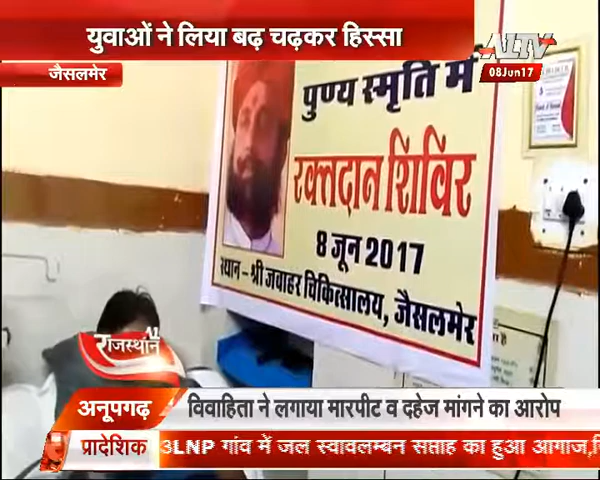 युवाओं ने लिया बढ़ चढ़कर हिस्सा
जैसलमेर
A1TV
08Jun17
पुण्य स्मृति में
रक्तदान शिविर
8 जून 2017
स्थान - श्री जवाहर चिकित्सालय, जैसलमेर
A1
राजस्थान
अनूपगढ़
विवाहिता ने लगाया मारपीट व दहेज मांगने का आरोप
प्रादेशिक
3LNP गांव में जल स्वावलम्बन सप्ताह का हुआ आगाज,